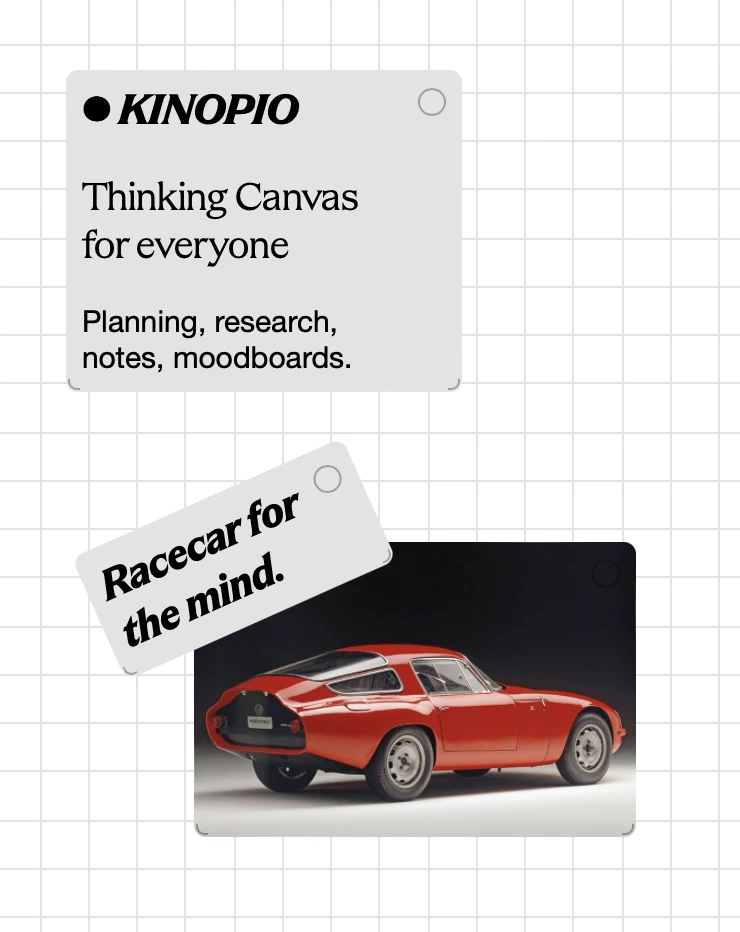 KINOPIO
Thinking Canvas
for everyone
Planning, research,
notes, moodboards.
Racecar for
the mind.